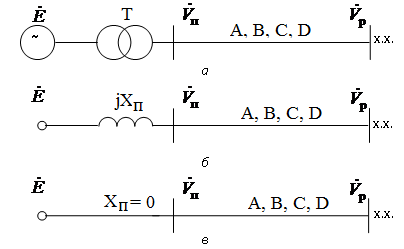 Ė T V̇п V̇р
~ A, B, C, D
х.х.
а
Ė jXП V̇п V̇р
A, B, C, D х.х.
б
Ė XП = 0 V̇п V̇р
A, B, C, D х.х.
в